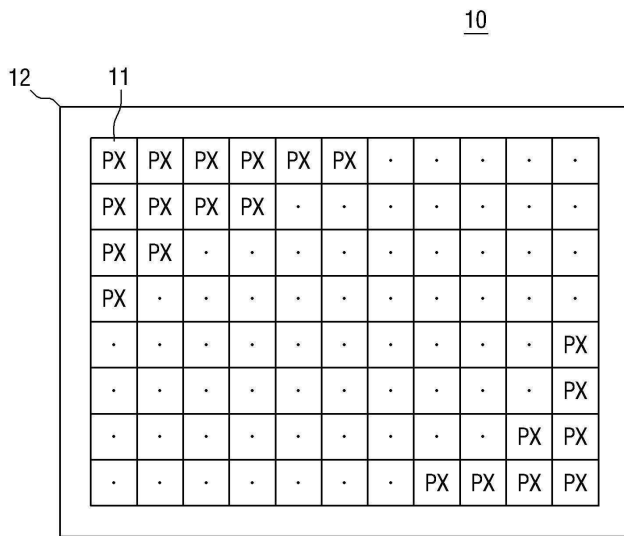 10
12 11
PX PX PX PX PX PX · · · · ·
PX PX PX PX · · · · · · ·
PX PX · · · · · · · · ·
PX · · · · · · · · · ·
· · · · · · · · · · PX
· · · · · · · · · · PX
· · · · · · · · · PX PX
· · · · · · · PX PX PX PX